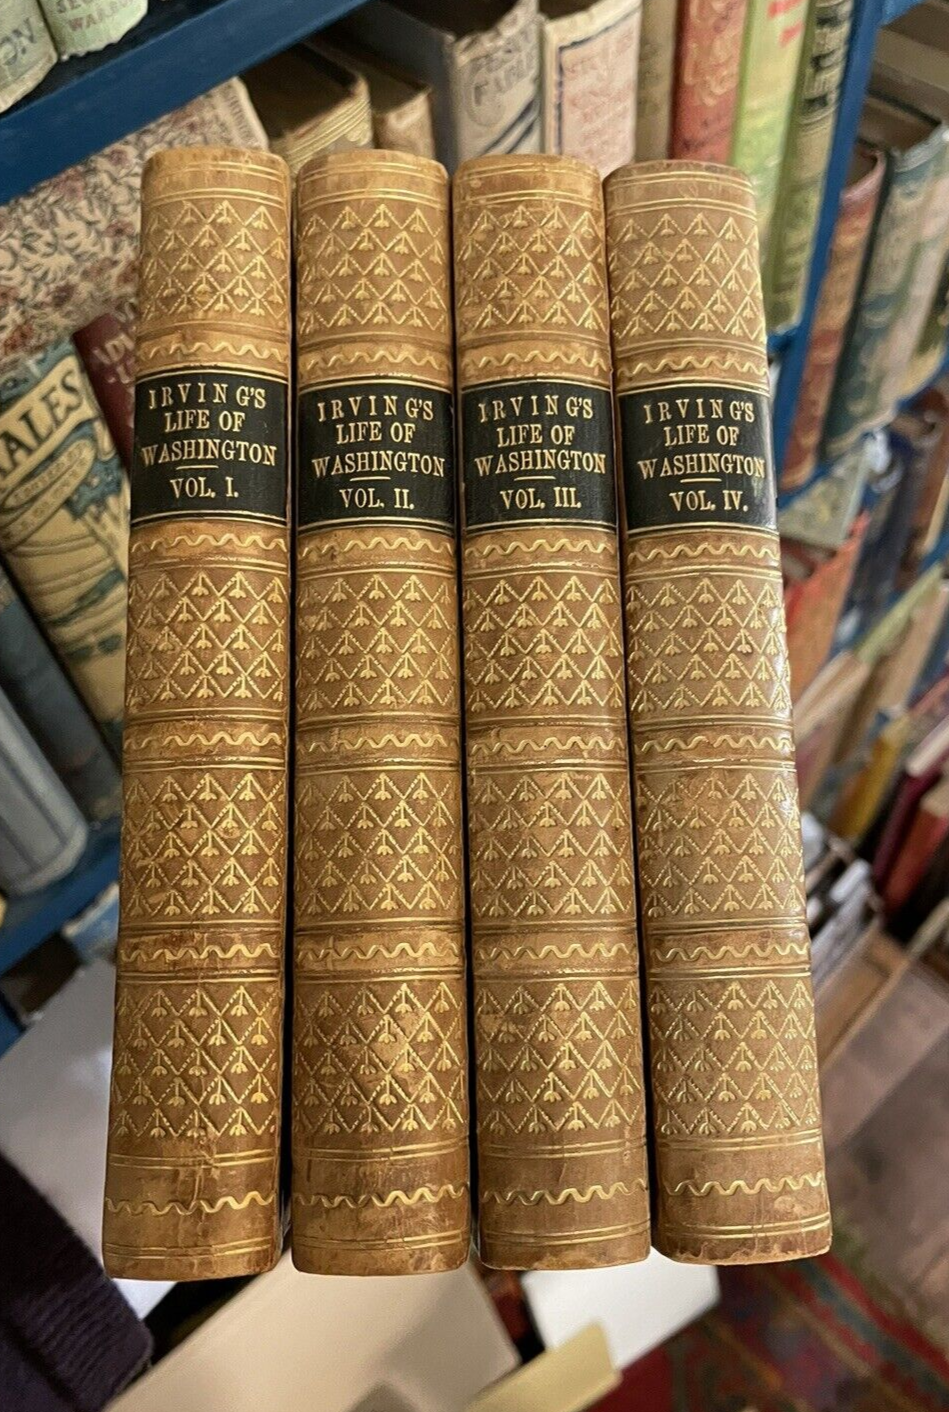 IRVING'S
LIFE OF
WASHINGTON
VOL. I.
IRVING'S
LIFE OF
WASHINGTON
VOL. II.
IRVING'S
LIFE OF
WASHINGTON
VOL. III.
IRVING'S
LIFE OF
WASHINGTON
VOL. IV.